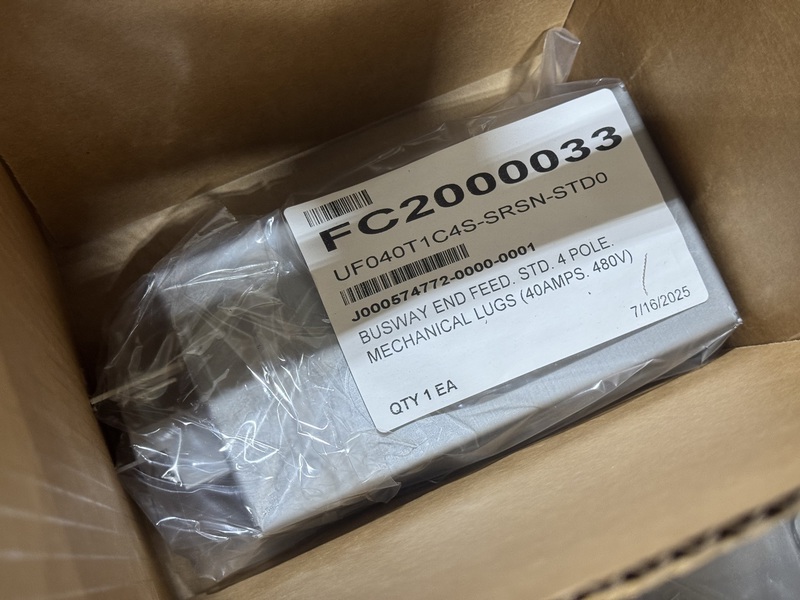 FC2000033
UF040T1C4S-SRSN-STD0
J000574772-0000-0001
BUSWAY END FEED. STD. 4 POLE.
MECHANICAL LUGS (40AMPS. 480V)
7/16/2025
QTY 1 EA